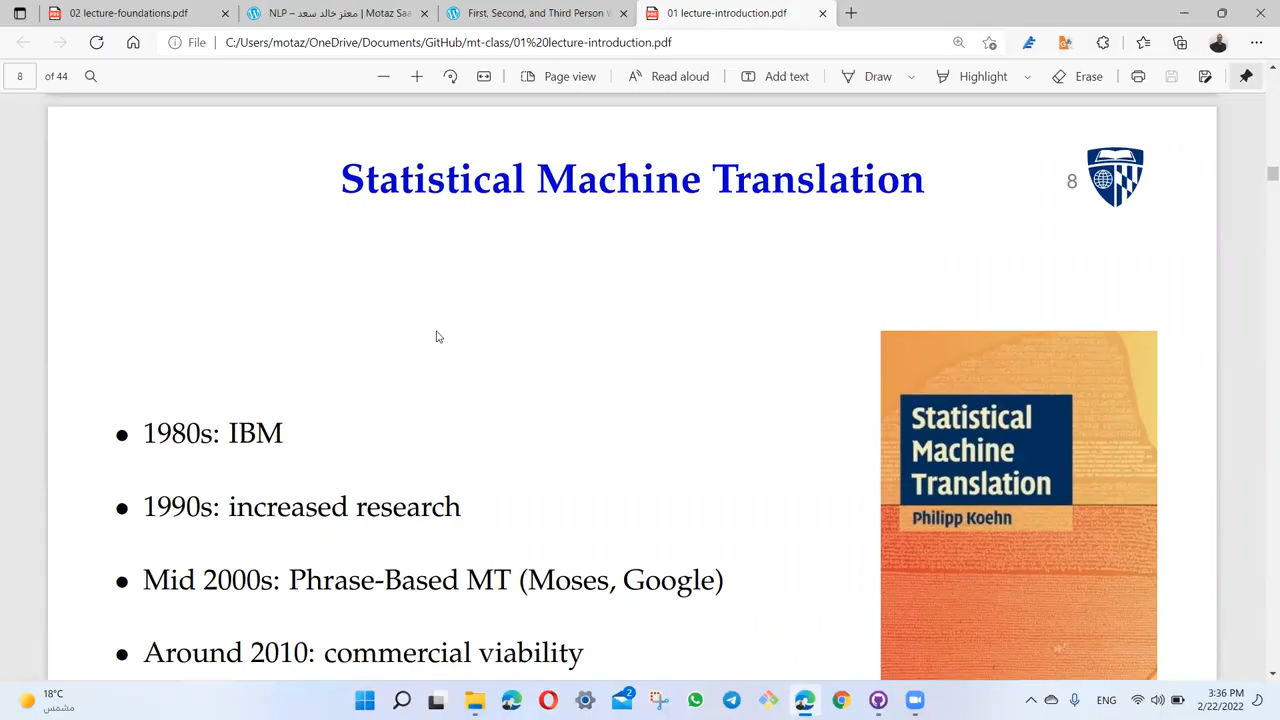 02 lecture-foundations.pdf
NLP – معتز خالد سعد | Motaz Saa
First, Second, and Third Person V
01 lecture-introduction.pdf
File
C:/Users/motaz/OneDrive/Documents/GitHub/mt-class/01%20lecture-introduction.pdf
8 of 44
Page view
Read aloud
Add text
Draw
Highlight
Erase
Statistical Machine Translation
8
• 1980s: IBM
• 1990s: increased research
• Mid 2000s: Phrase-Based MT (Moses, Google)
• Around 2010: commercial viability
Statistical
Machine
Translation
Philipp Koehn
18°C
مشمس
2
ENG
3:36 PM
2/22/2022